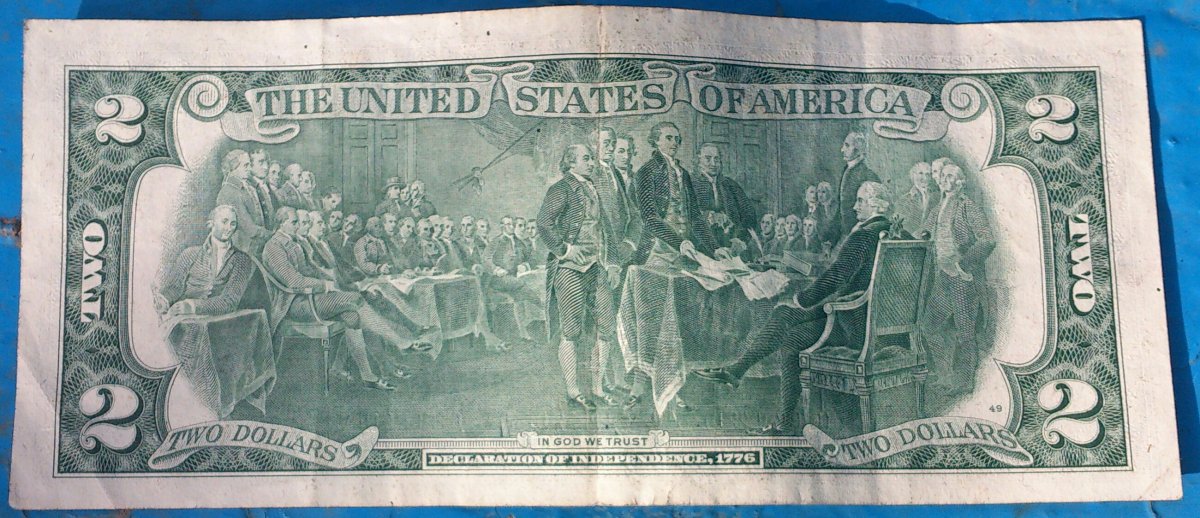 THE UNITED STATES OF AMERICA
2
2
TWO
TWO
2
2
49
TWO DOLLARS
IN GOD WE TRUST
TWO DOLLARS
DECLARATION OF INDEPENDENCE, 1776